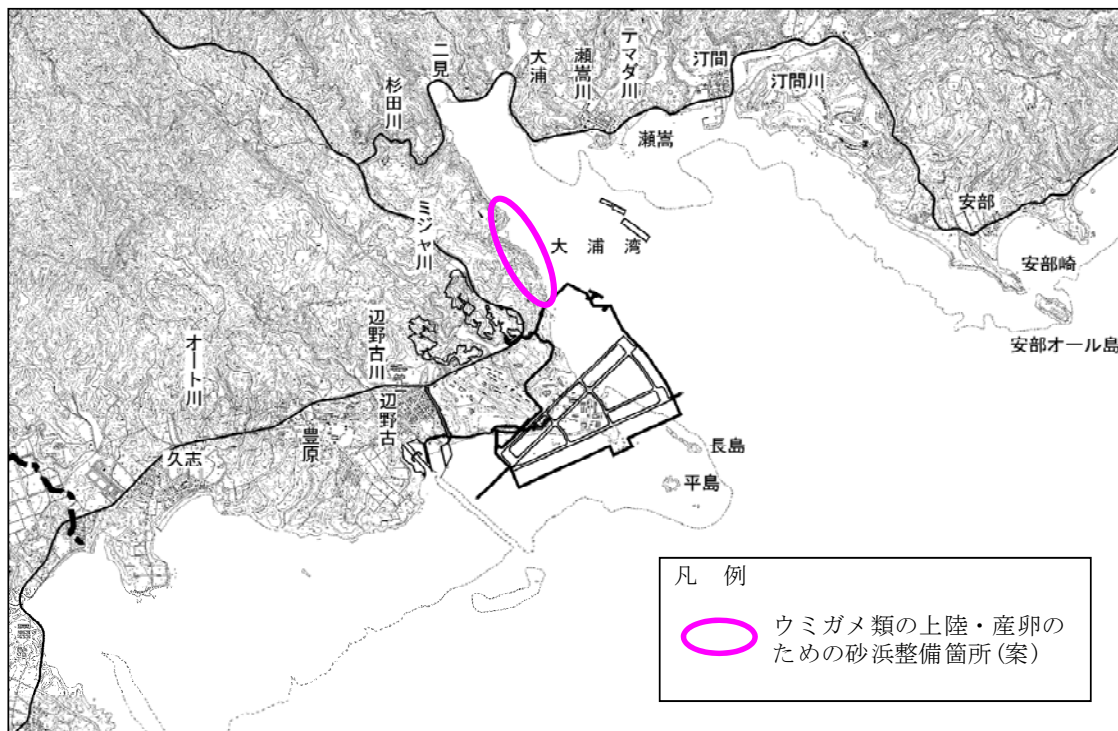 二見
大浦
瀬嵩川
テマダ川
汀間
汀間川
杉田川
瀬嵩
安部
ミジャ川
大浦湾
安部崎
安部オール島
辺野古川
オート川
辺野古
豊原
久志
長島
平島
凡 例
ウミガメ類の上陸・産卵の
ための砂浜整備箇所(案)